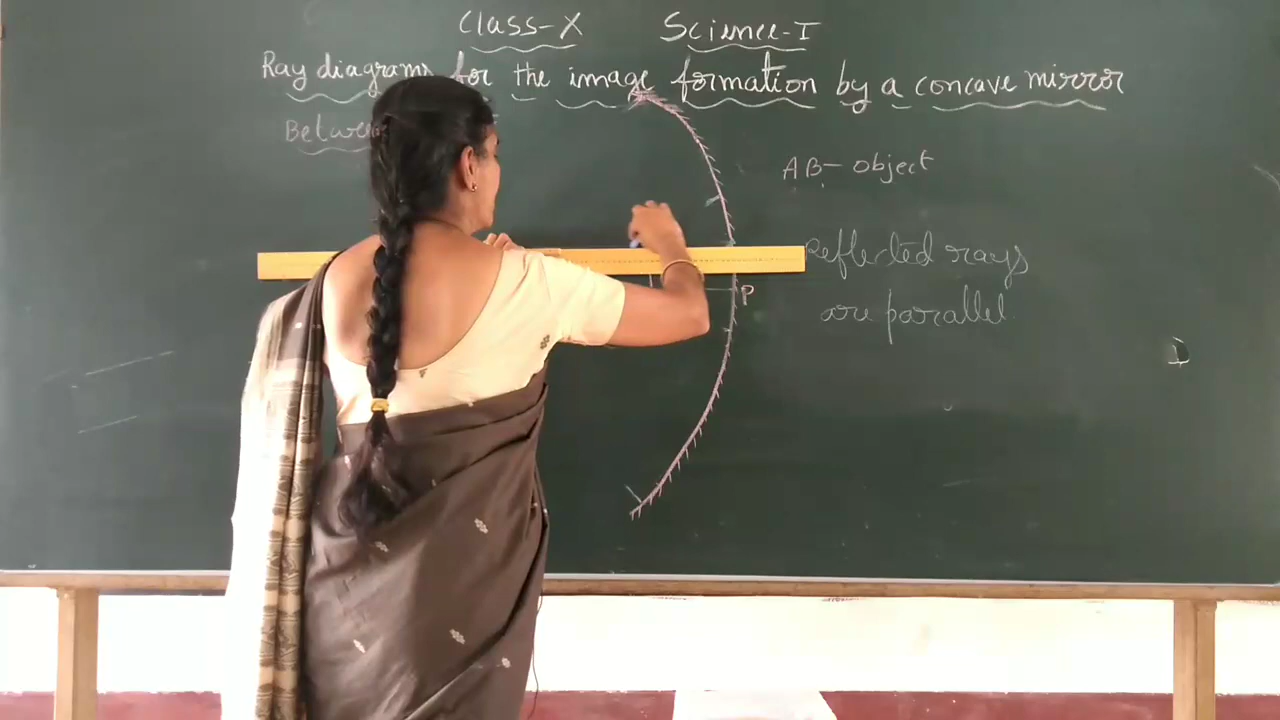 Class-X Science-I
Ray diagrams for the image formation by a concave mirror
AB- object
Reflected rays
are parallel
P